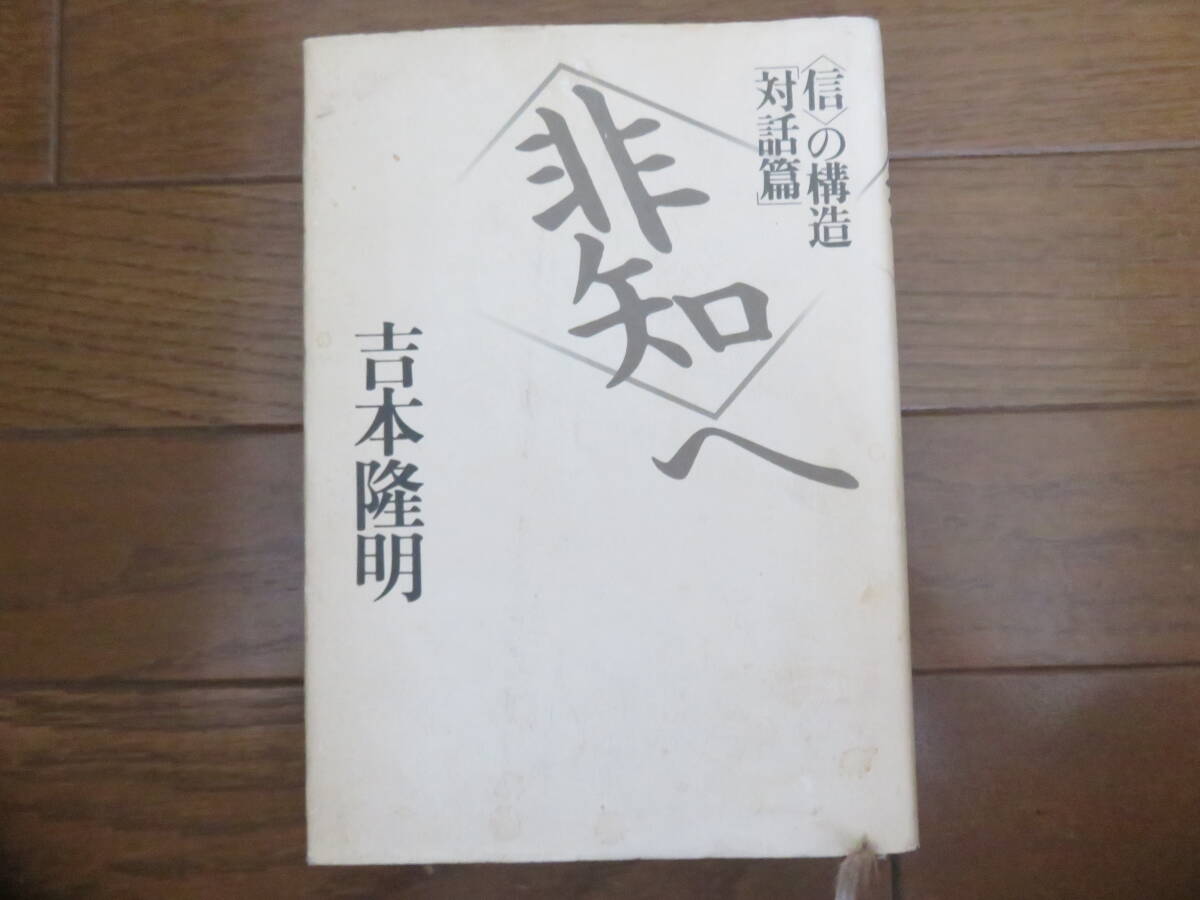 〈信〉の構造
「対話篇」
〈非知〉へ
吉本隆明